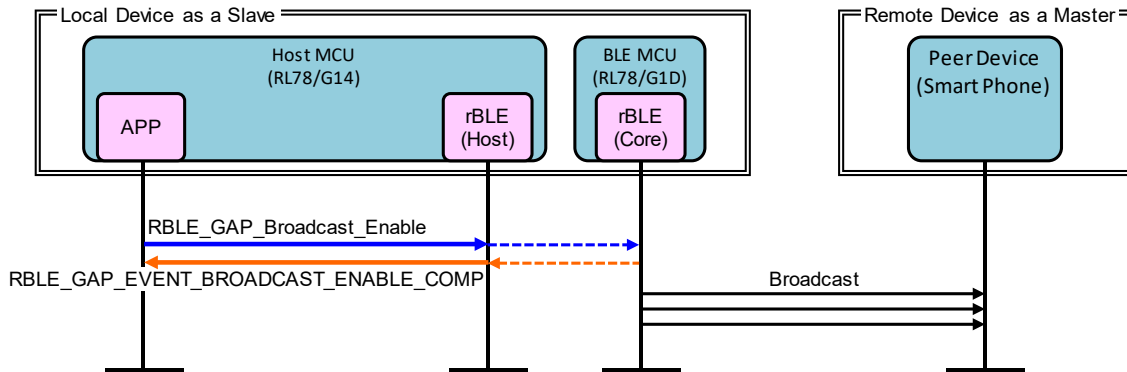 Local Device as a Slave
Remote Device as a Master
Host MCU
(RL78/G14)
BLE MCU
(RL78/G1D)
Peer Device
(Smart Phone)
APP
rBLE
(Host)
rBLE
(Core)
RBLE_GAP_Broadcast_Enable
RBLE_GAP_EVENT_BROADCAST_ENABLE_COMP
Broadcast